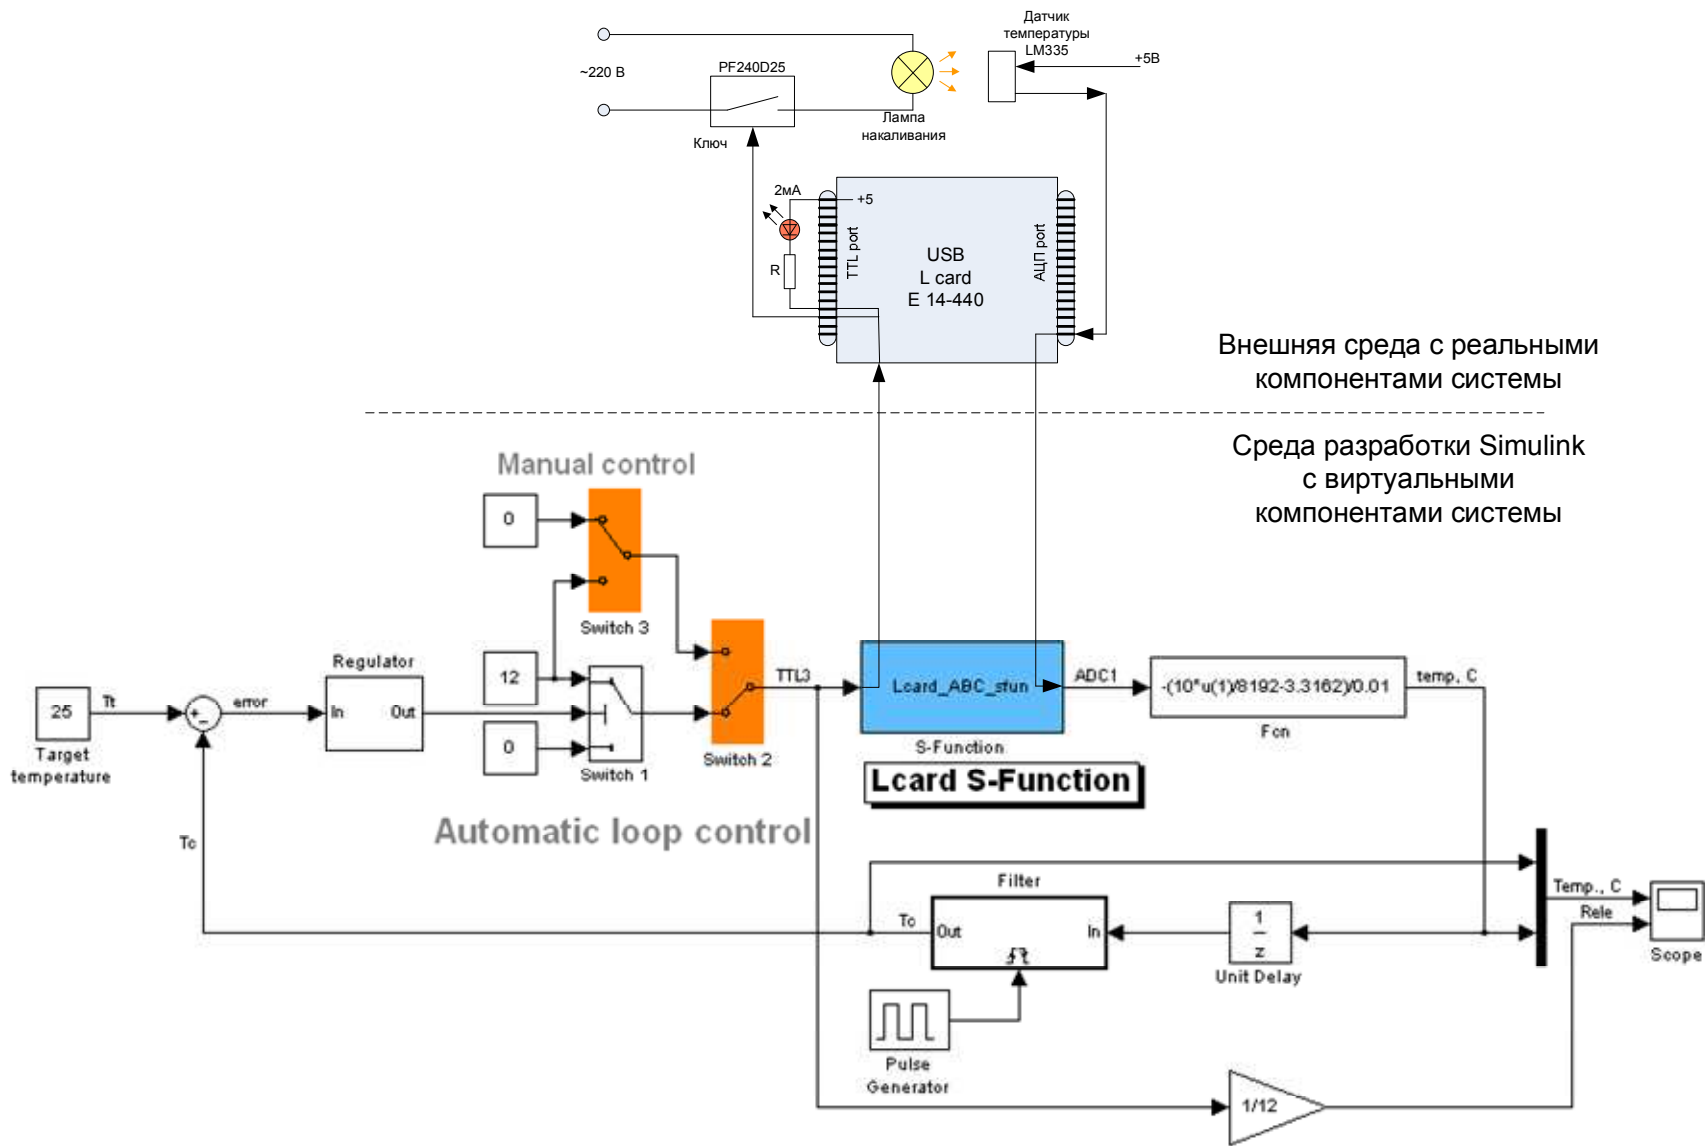 Датчик
температуры
LM335
+5В
~220 В
PF240D25
Ключ
Лампа
накаливания
2мА
+5
R
TTL port
USB
L card
E 14-440
АЦП port
Внешняя среда с реальными
компонентами системы
Среда разработки Simulink
с виртуальными
компонентами системы
Manual control
0
Switch 3
12
0
Switch 1
Switch 2
Regulator
In
Out
25
Tt
error
Target
temperature
Tc
TTL3
Lcard_ABC_sfun
S-Function
Lcard S-Function
ADC1
-(10*u(1)/8192-3.3162)/0.01
Fcn
temp, C
Automatic loop control
Filter
Tc
Out
In
1
z
Unit Delay
Temp., C
Rele
Scope
Pulse
Generator
1/12